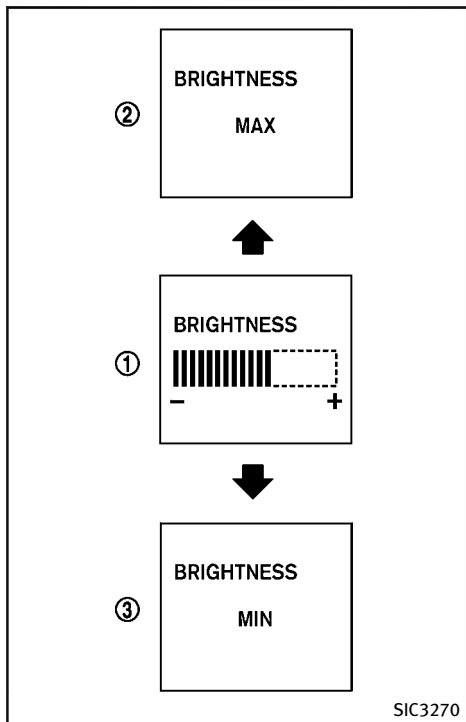 BRIGHTNESS
②
MAX
BRIGHTNESS
①
− +
BRIGHTNESS
③
MIN
SIC3270